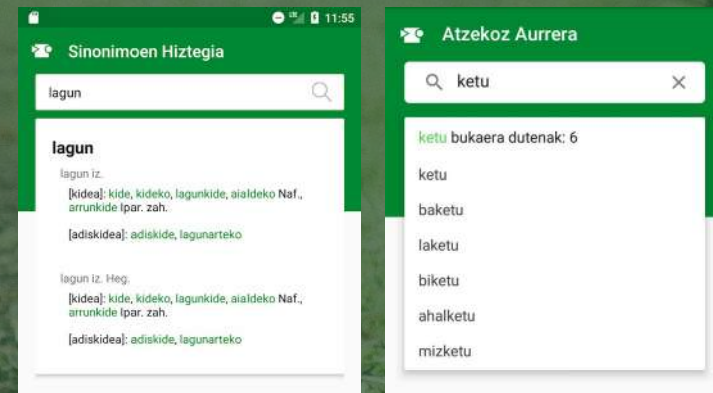 11:55
Sinonimoen Hiztegia
lagun
lagun
lagun iz.
[kidea]: kide, kideko, lagunkide, aialdeko Naf.,
arrunkide Ipar. zah.
[adiskidea]: adiskide, lagunarteko
lagun iz. Heg.
[kidea]: kide, kideko, lagunkide, aialdeko Naf.,
arrunkide Ipar. zah.
[adiskidea]: adiskide, lagunarteko
Atzekoz Aurrera
ketu
ketu bukaera dutenak: 6
ketu
baketu
laketu
biketu
ahalketu
mizketu